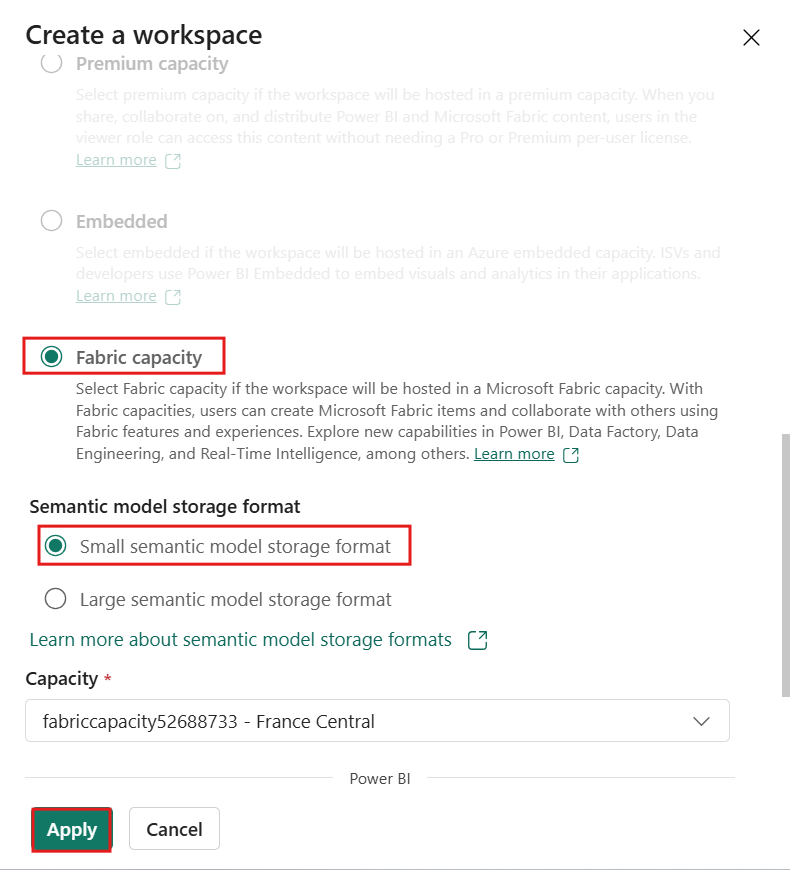 Create a workspace
Premium capacity
Select premium capacity if the workspace will be hosted in a premium capacity. When you
share, collaborate on, and distribute Power BI and Microsoft Fabric content, users in the
viewer role can access this content without needing a Pro or Premium per-user license.
Learn more
Embedded
Select embedded if the workspace will be hosted in an Azure embedded capacity. ISVs and
developers use Power BI Embedded to embed visuals and analytics in their applications.
Learn more
Fabric capacity
Select Fabric capacity if the workspace will be hosted in a Microsoft Fabric capacity. With
Fabric capacities, users can create Microsoft Fabric items and collaborate with others using
Fabric features and experiences. Explore new capabilities in Power BI, Data Factory, Data
Engineering, and Real-Time Intelligence, among others. Learn more
Semantic model storage format
Small semantic model storage format
Large semantic model storage format
Learn more about semantic model storage formats
Capacity *
fabriccapacity52688733 - France Central
Power BI
Apply Cancel